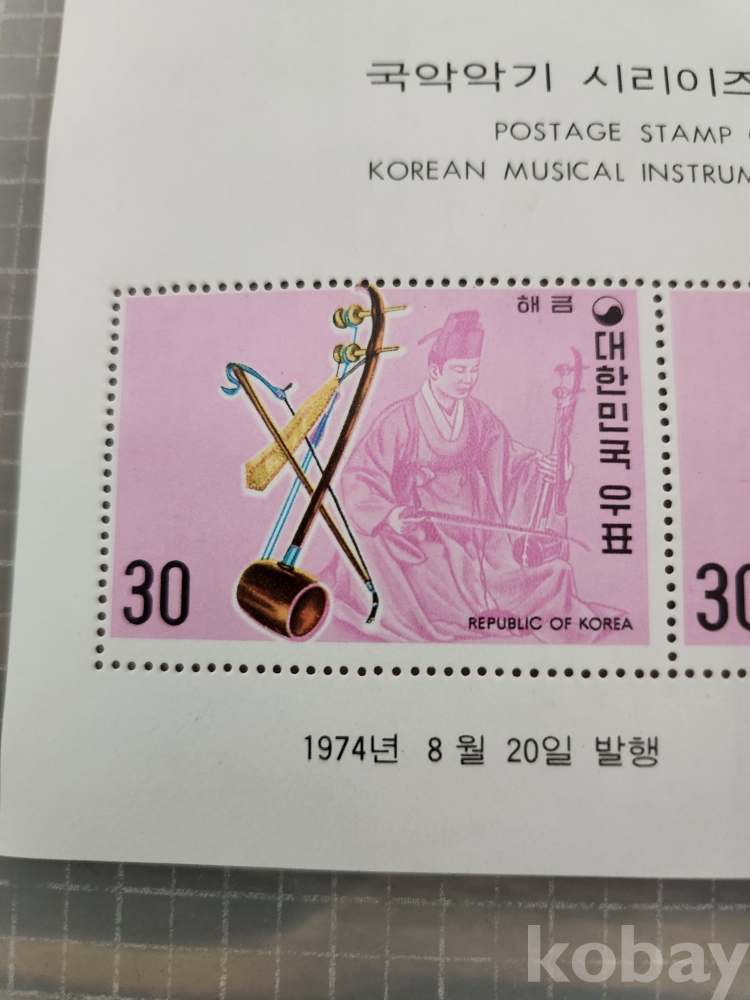 국악악기 시리이즈
POSTAGE STAMP
KOREAN MUSICAL
해금
대한민국 우표
30
REPUBLIC OF KOREA
30
1974년 8월 20일 발행
kobay